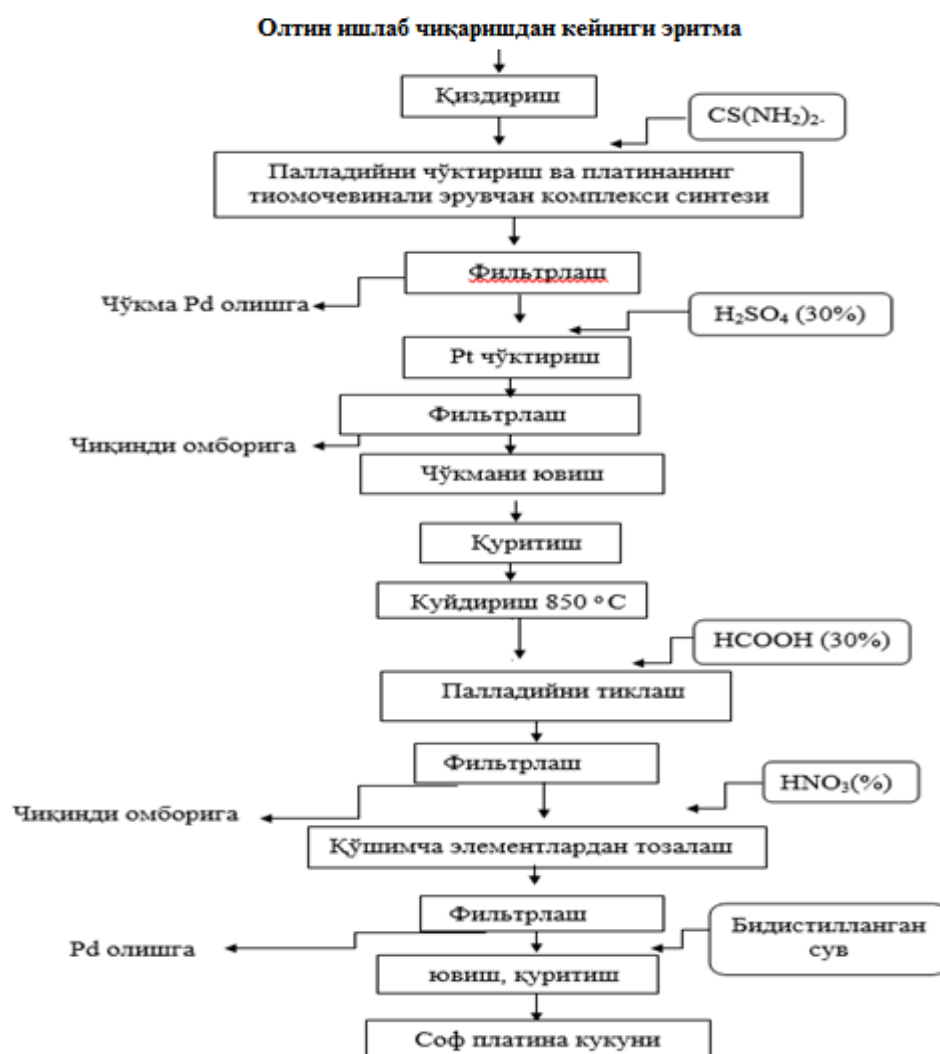 Олтин ишлаб чиқаришдан кейинги эритма
Қиздириш
CS(NH₂)₂.
Палладийни чўктириш ва платинанинг
тиомочевинали эрувчан комплекси синтези
Фильтрлаш
Чўкма Pd олишга
H₂SO₄ (30%)
Pt чўктириш
Фильтрлаш
Чиқинди омборига
Чўкмани ювиш
Қуритиш
Куйдириш 850 °C
HCOOH (30%)
Палладийни тиклаш
Фильтрлаш
HNO₃(%)
Чиқинди омборига
Қўшимча элементлардан тозалаш
Фильтрлаш
Бидистилланган
сув
Pd олишга
ювиш, қуритиш
Соф платина кукуни